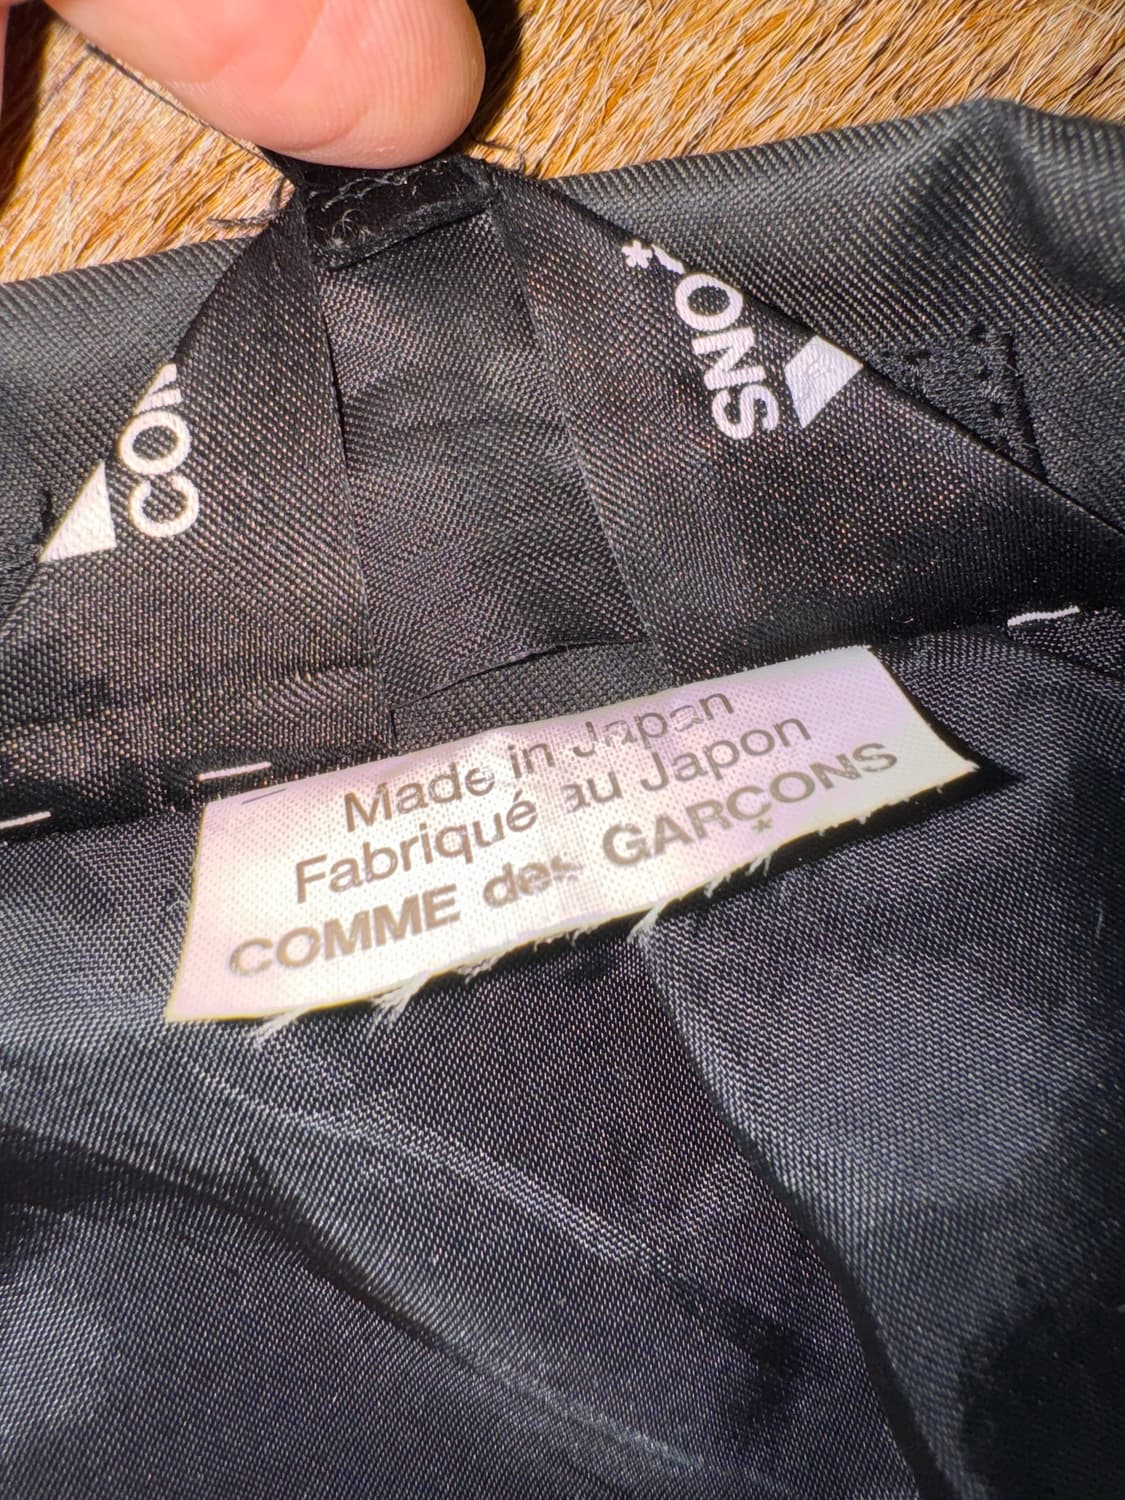 CO
ONS
Made in Japan
Fabriqué au Japon
COMME des GARÇONS